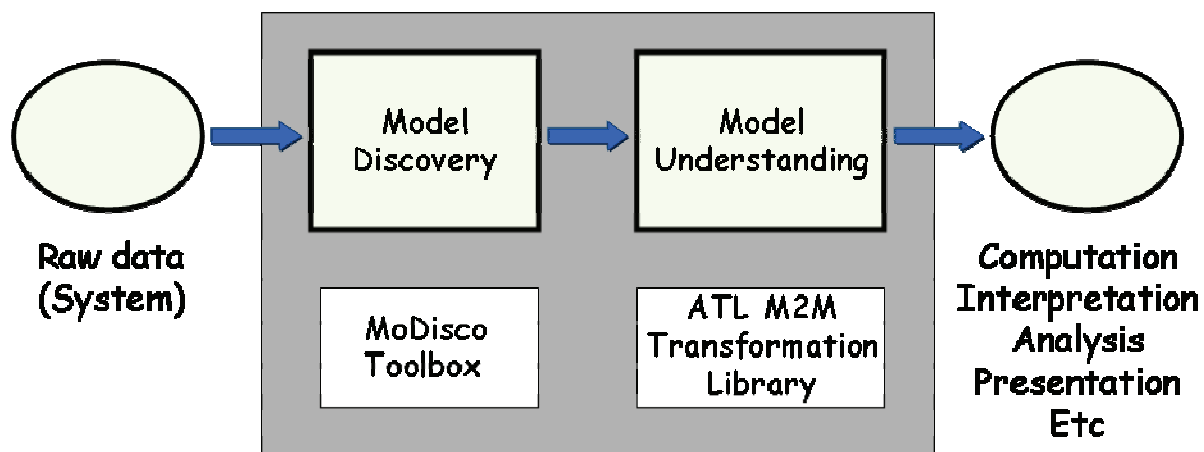 Model
Discovery
Model
Understanding
Raw data
(System)
MoDisco
Toolbox
ATL M2M
Transformation
Library
Computation
Interpretation
Analysis
Presentation
Etc